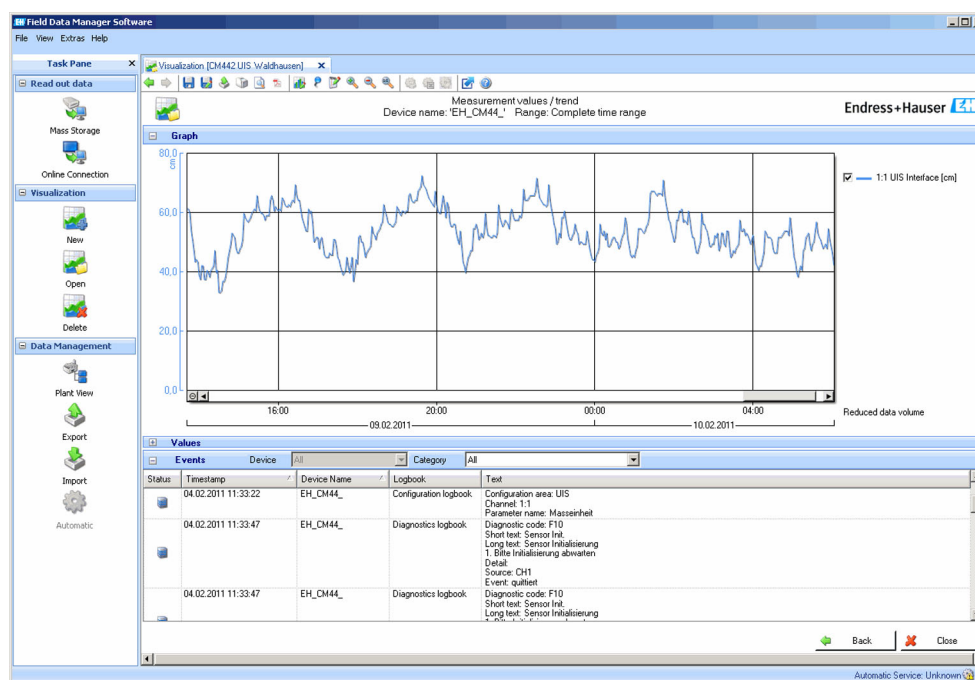 Field Data Manager Software
File View Extras Help
Task Pane X
Read out data
Mass Storage
Online Connection
Visualization
New
Open
Delete
Data Management
Plant View
Export
Import
Automatic
Visualization [CM442 UIS Waldhausen] X
Measurement values / trend
Device name: 'EH_CM44_' Range: Complete time range
Endress+Hauser EH
Graph
80,0
cm
60,0
40,0
20,0
0,0
1:1 UIS Interface [cm]
16:00 20:00 00:00 04:00
09.02.2011 10.02.2011
Reduced data volume
Values
Events Device All Category All
Status Timestamp Device Name Logbook Text
04.02.2011 11:33:22 EH_CM44_ Configuration logbook Configuration area: UIS
Channel: 1:1
Parameter name: Masseinheit
04.02.2011 11:33:47 EH_CM44_ Diagnostics logbook Diagnostic code: F10
Short text: Sensor Init.
Long text: Sensor Initialisierung
1. Bitte Initialisierung abwarten
Detail:
Source: CH1
Event: quittiert
04.02.2011 11:33:47 EH_CM44_ Diagnostics logbook Diagnostic code: F10
Short text: Sensor Init.
Long text: Sensor Initialisierung
Back Close
Automatic Service: Unknown